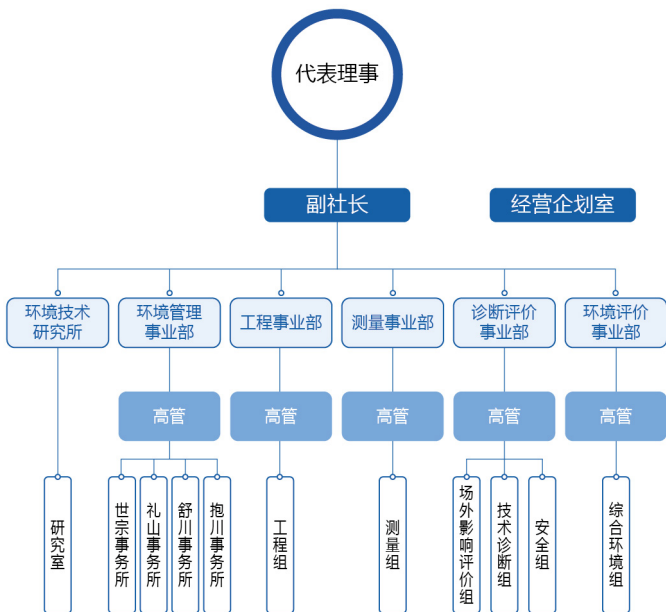 代表理事
副社长
经营企划室
环境技术
研究所
环境管理
事业部
工程事业部
测量事业部
诊断评价
事业部
环境评价
事业部
高管
高管
高管
高管
高管
研究室
世宗事务所
礼山事务所
舒川事务所
抱川事务所
工程组
测量组
场外影响评价组
技术诊断组
安全组
综合环境组